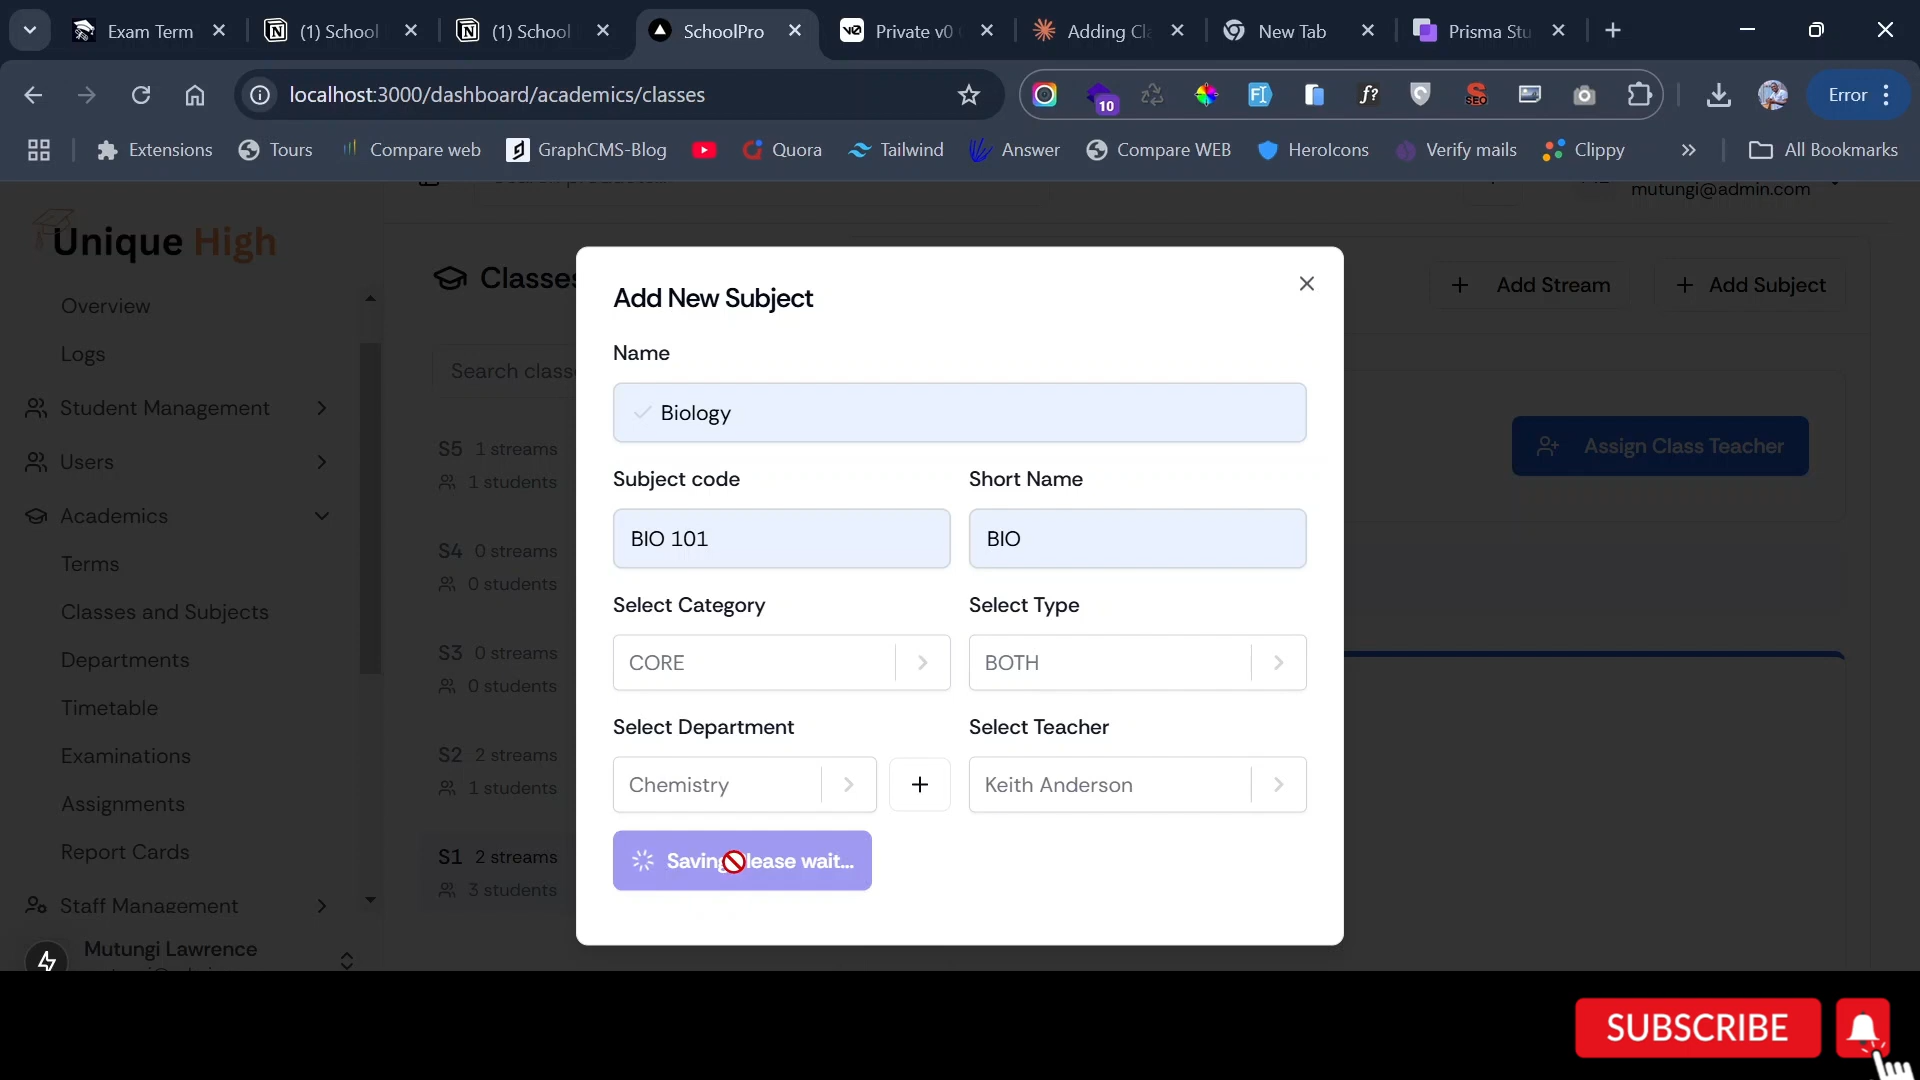 Exam Term
(1) School
(1) School
SchoolPro
Private v0
Adding Cl
New Tab
Prisma Stu
localhost:3000/dashboard/academics/classes
10
f?
SEO
Error
Extensions
Tours
Compare web
GraphCMS-Blog
Quora
Tailwind
Answer
Compare WEB
HeroIcons
Verify mails
Clippy
All Bookmarks
mutungi@admin.com
Unique High
Overview
Logs
Student Management
Users
Academics
Terms
Classes and Subjects
Departments
Timetable
Examinations
Assignments
Report Cards
Staff Management
Mutungi Lawrence
Classes
Add Stream
Add Subject
Search classe
Assign Class Teacher
S5 1 streams
1 students
S4 0 streams
0 students
S3 0 streams
0 students
S2 2 streams
1 students
S1 2 streams
3 students
Add New Subject
Name
Biology
Subject code
Short Name
BIO 101
BIO
Select Category
Select Type
CORE
BOTH
Select Department
Select Teacher
Chemistry
Keith Anderson
Saving please wait...
SUBSCRIBE